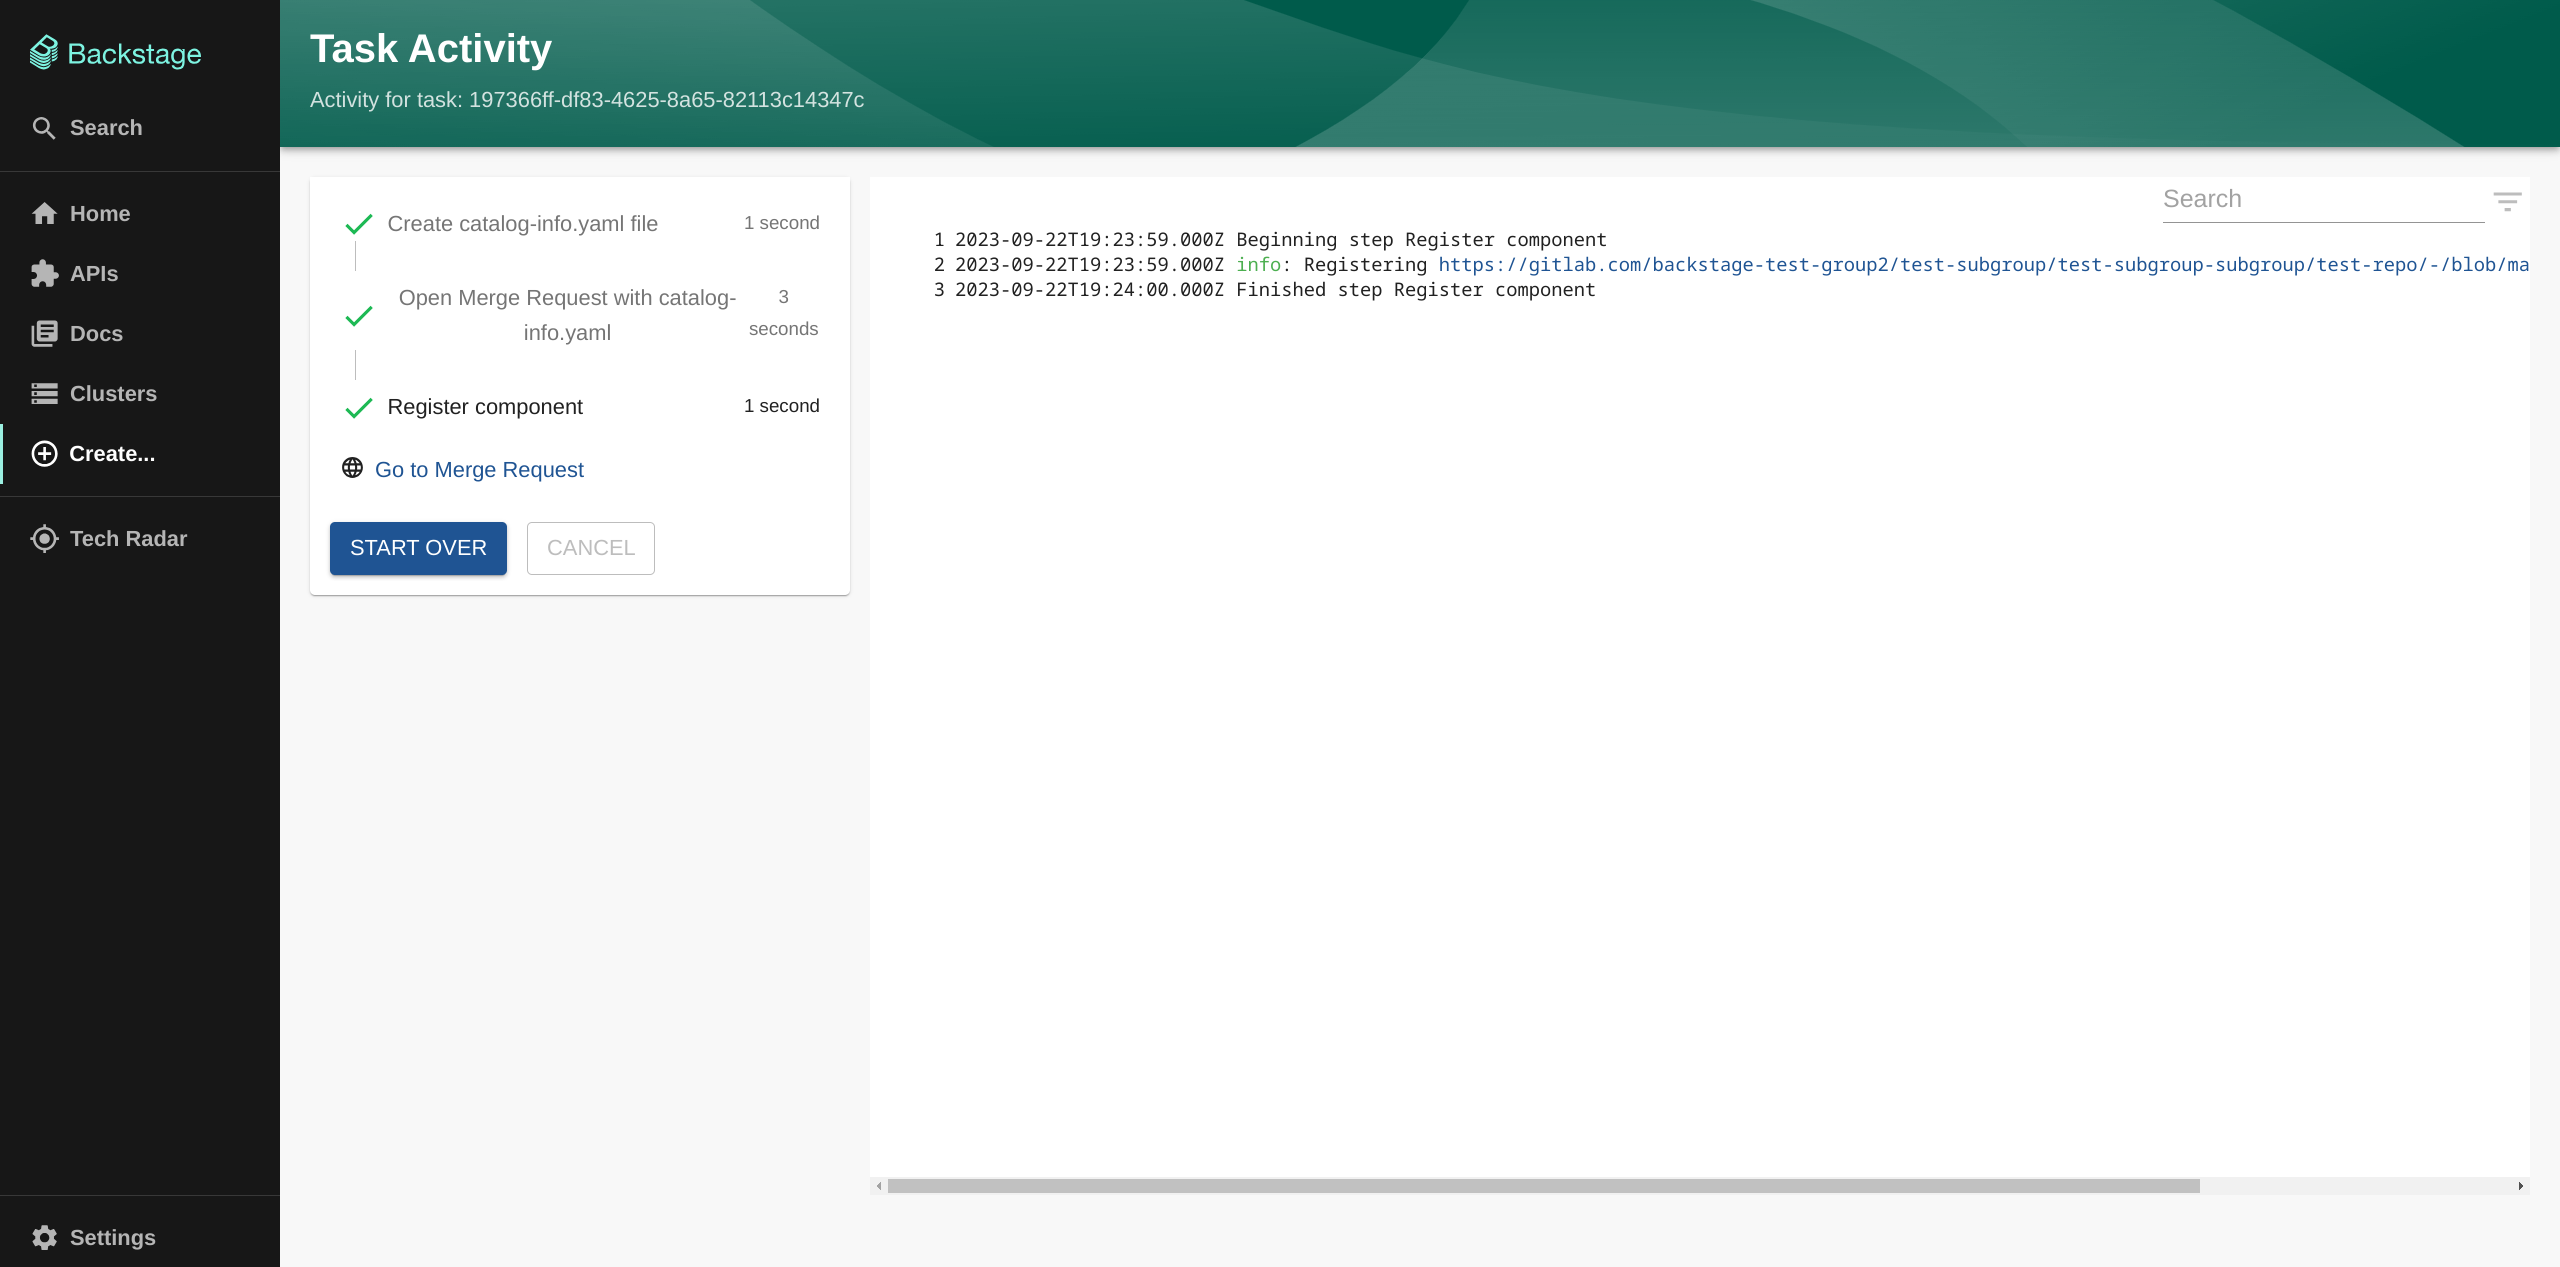 Backstage
Search
Home
APIs
Docs
Clusters
Create...
Tech Radar
Settings
Task Activity
Activity for task: 197366ff-df83-4625-8a65-82113c14347c
Create catalog-info.yaml file
1 second
Open Merge Request with catalog-
info.yaml
3
seconds
Register component
1 second
Go to Merge Request
START OVER
CANCEL
Search
1 2023-09-22T19:23:59.000Z Beginning step Register component
2 2023-09-22T19:23:59.000Z info: Registering https://gitlab.com/backstage-test-group2/test-subgroup/test-subgroup-subgroup/test-repo/-/blob/ma
3 2023-09-22T19:24:00.000Z Finished step Register component